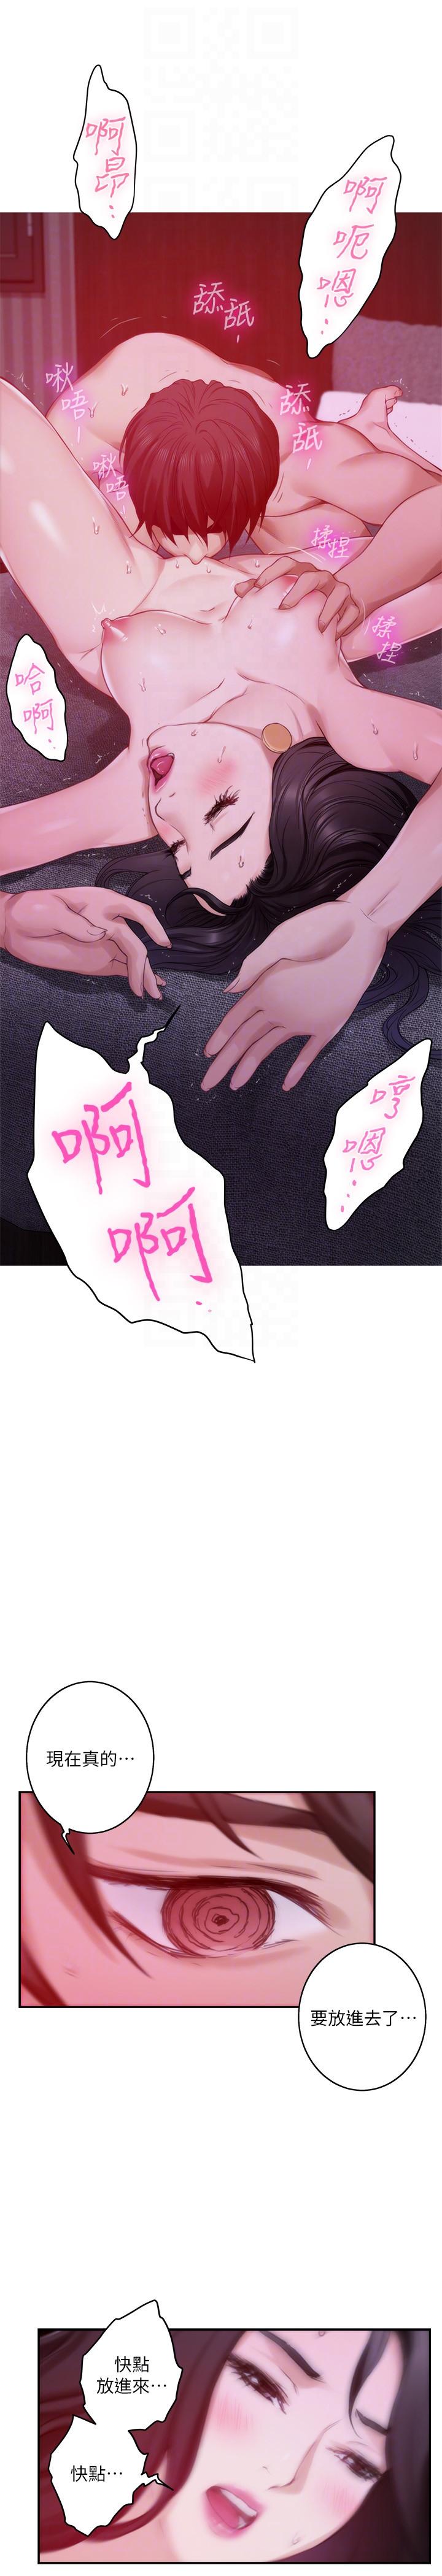 啊
昂…
啊
呃
嗯…
舔
舐
啾
唔
舔
舐
啾
唔
揉
捏
揉
捏
哈
啊…
啊
啊…
哼
嗯…
現在真的…
要放進去了…
快點
放進來…
快點…